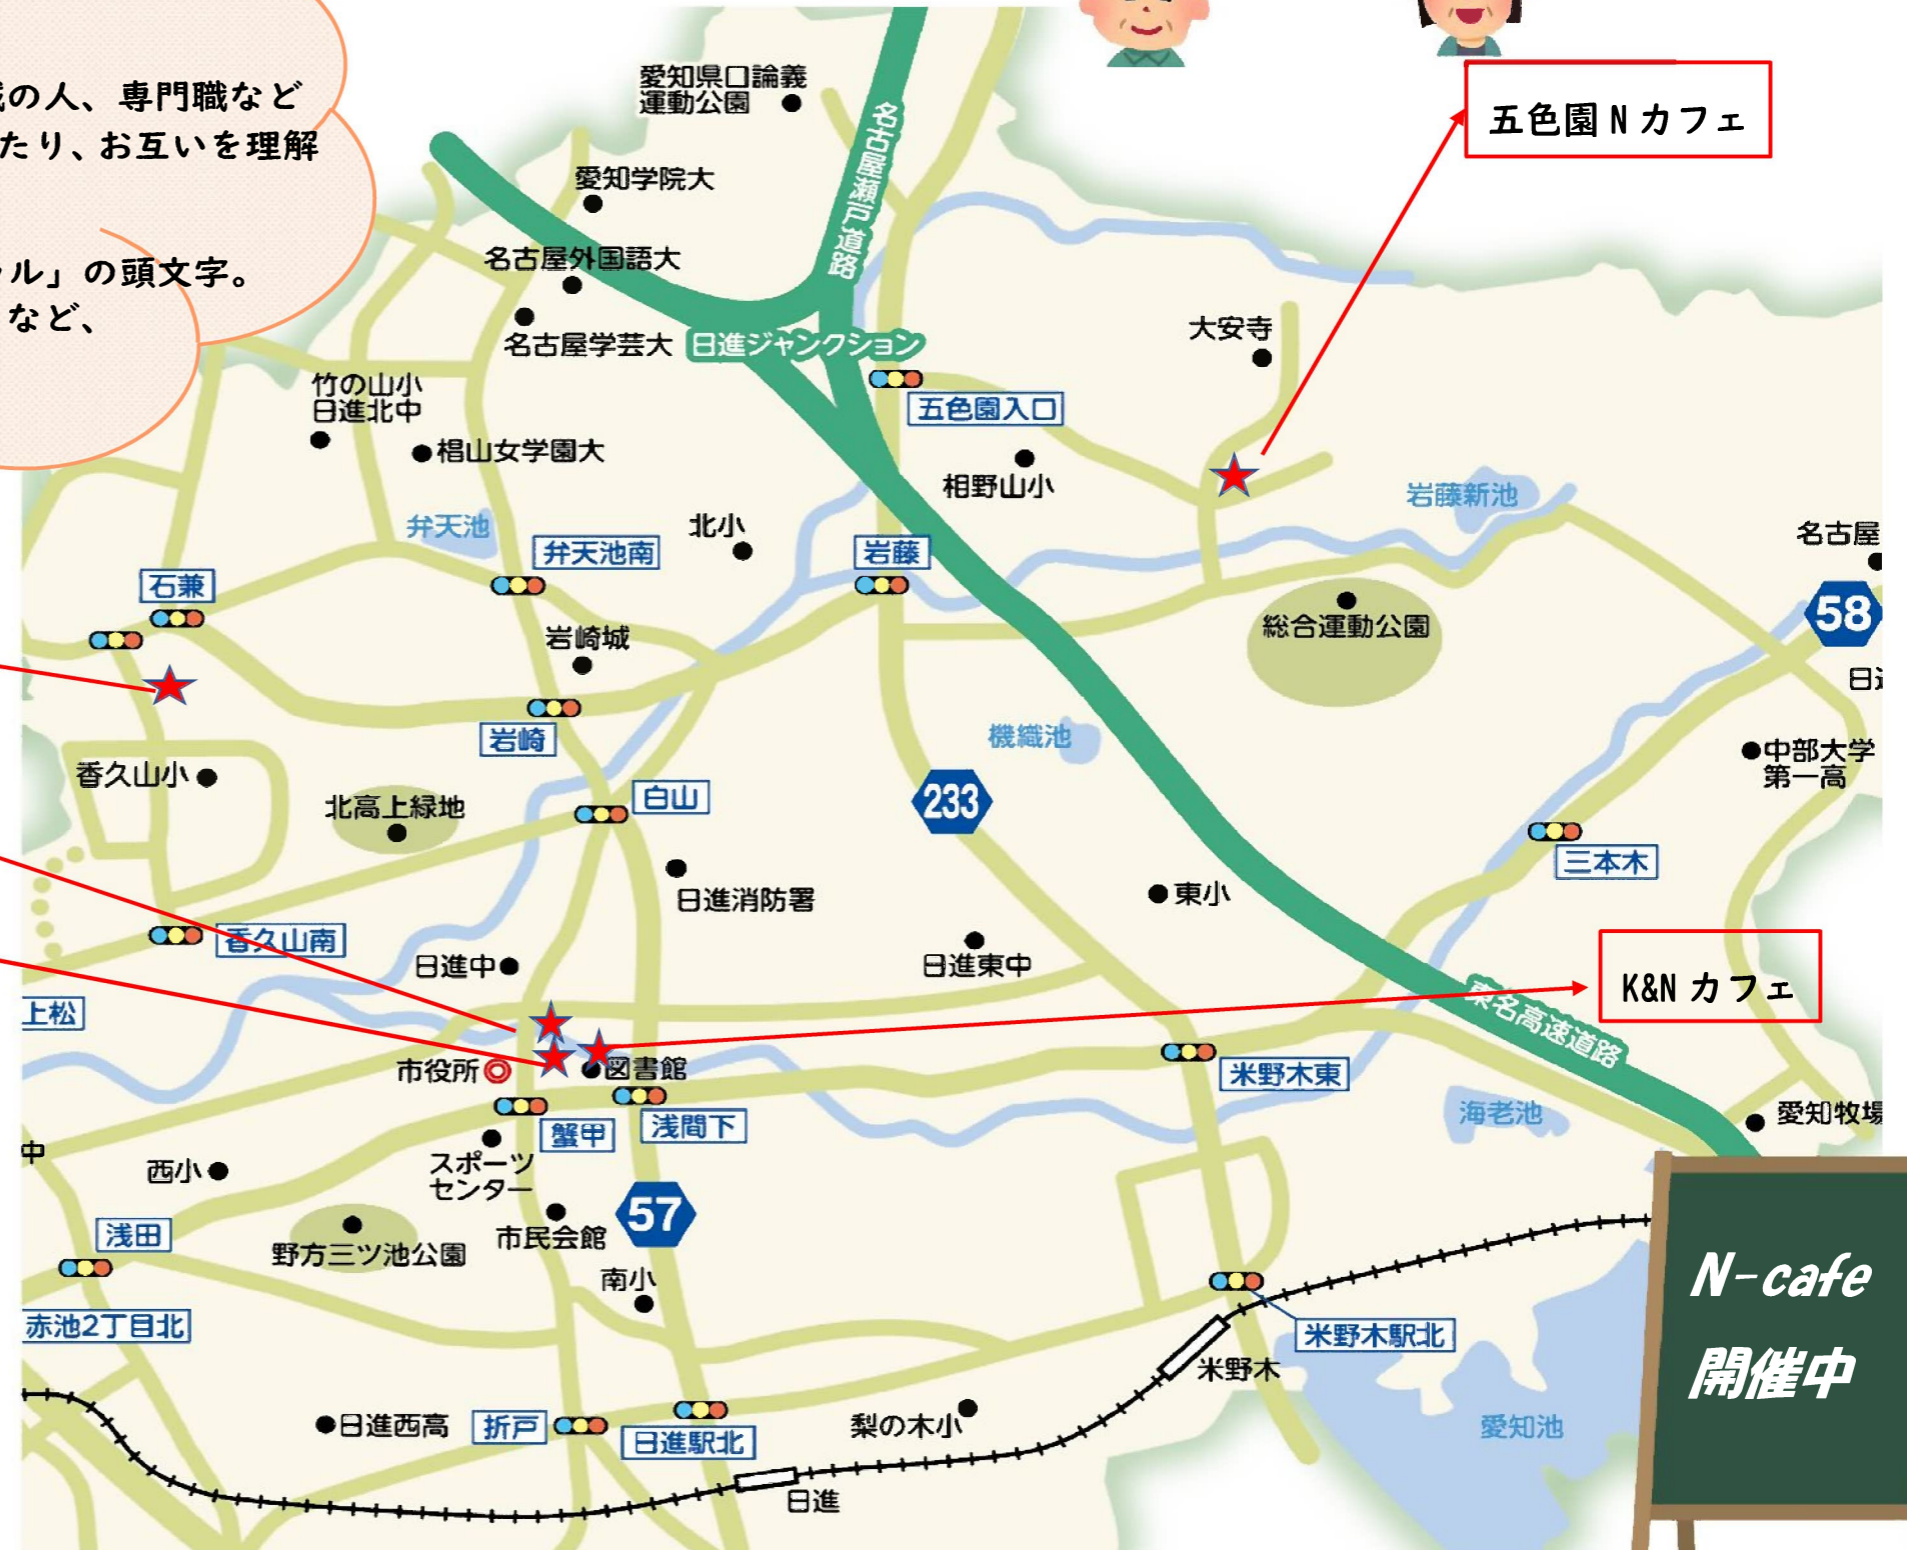 の人、専門職など
たり、お互いを理解
ル」の頭文字。
など、
愛知県口論義
運動公園
名古屋瀬戸道路
五色園Nカフェ
愛知学院大
名古屋外国語大
名古屋学芸大
日進ジャンクション
大安寺
竹の山小
日進北中
五色園入口
椙山女学園大
相野山小
岩藤新池
弁天池
北小
弁天池南
岩藤
名古屋
石兼
58
総合運動公園
岩崎城
日進
岩崎
機織池
中部大学
第一高
香久山小
北高上緑地
白山
233
三本木
日進消防署
東小
香久山南
日進中
日進東中
K&Nカフェ
上松
東名高速道路
市役所
図書館
米野木東
蟹甲
浅間下
海老池
愛知牧場
中
西小
スポーツ
センター
57
浅田
野方三ツ池公園
市民会館
南小
N-cafe
開催中
赤池2丁目北
米野木駅北
米野木
日進西高
折戸
日進駅北
梨の木小
愛知池
日進